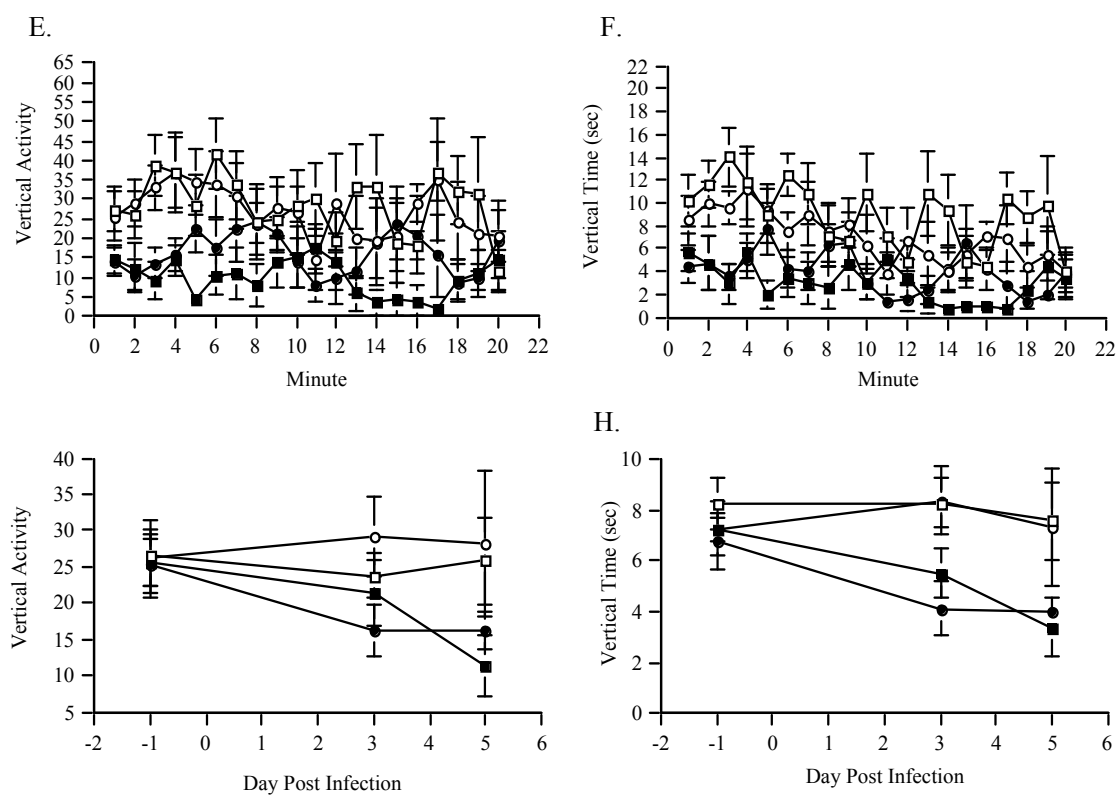 E.
65
60
55
50
45
40
35
30
25
20
15
10
5
0
Vertical Activity
0 2 4 6 8 10 12 14 16 18 20 22
Minute
F.
22
22
20
18
16
14
12
10
8
6
4
2
0
Vertical Time (sec)
0 2 4 6 8 10 12 14 16 18 20 22
Minute
40
35
30
25
20
15
10
5
Vertical Activity
-2 -1 0 1 2 3 4 5 6
Day Post Infection
H.
10
8
6
4
2
0
Vertical Time (sec)
-2 -1 0 1 2 3 4 5 6
Day Post Infection